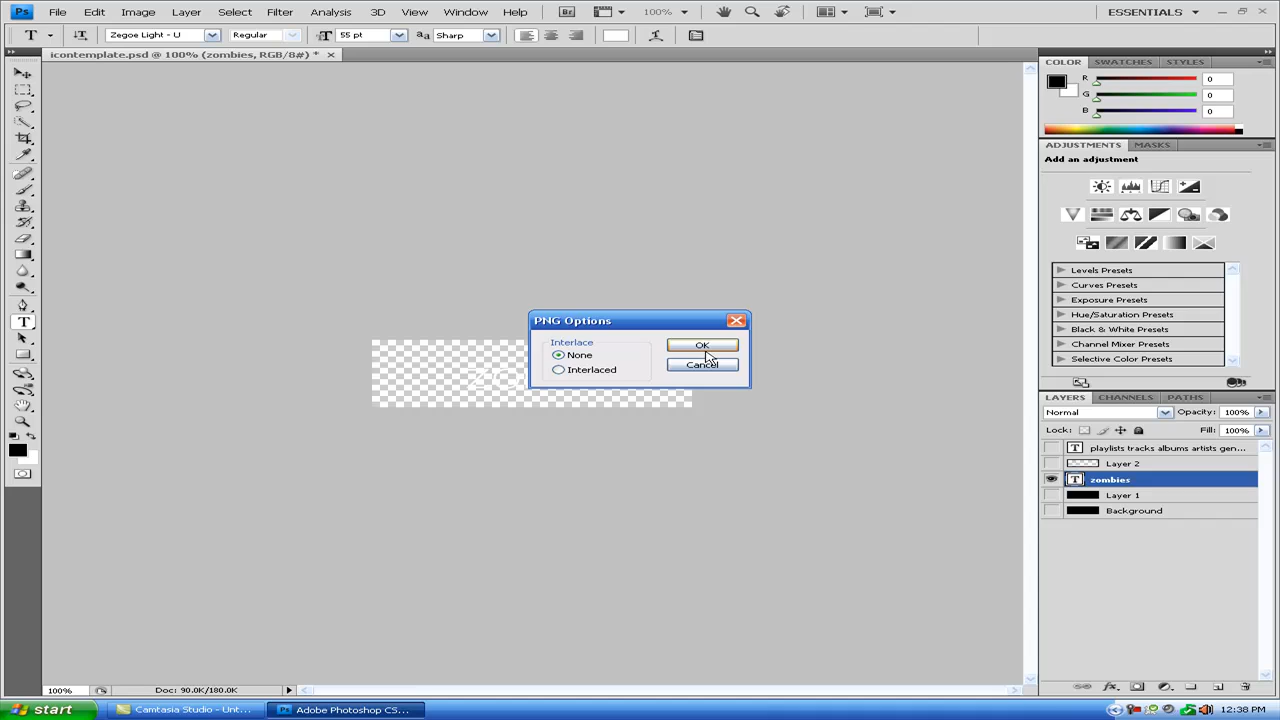 Ps File Edit Image Layer Select Filter Analysis 3D View Window Help Br 100% ESSENTIALS
T Zegoe Light - U Regular 55 pt Sharp
icontemplate.psd @ 100% (zombies, RGB/8#) *
COLOR SWATCHES STYLES
R 0
G 0
B 0
ADJUSTMENTS MASKS
Add an adjustment
Levels Presets
Curves Presets
Exposure Presets
Hue/Saturation Presets
Black & White Presets
Channel Mixer Presets
Selective Color Presets
PNG Options
Interlace
None
Interlaced
OK
Cancel
LAYERS CHANNELS PATHS
Normal Opacity: 100%
Lock: Fill: 100%
T playlists tracks albums artists gen...
Layer 2
T zombies
Layer 1
Background
100% Doc: 90.0K/180.0K
start Camtasia Studio - Unt... Ps Adobe Photoshop CS... 12:38 PM